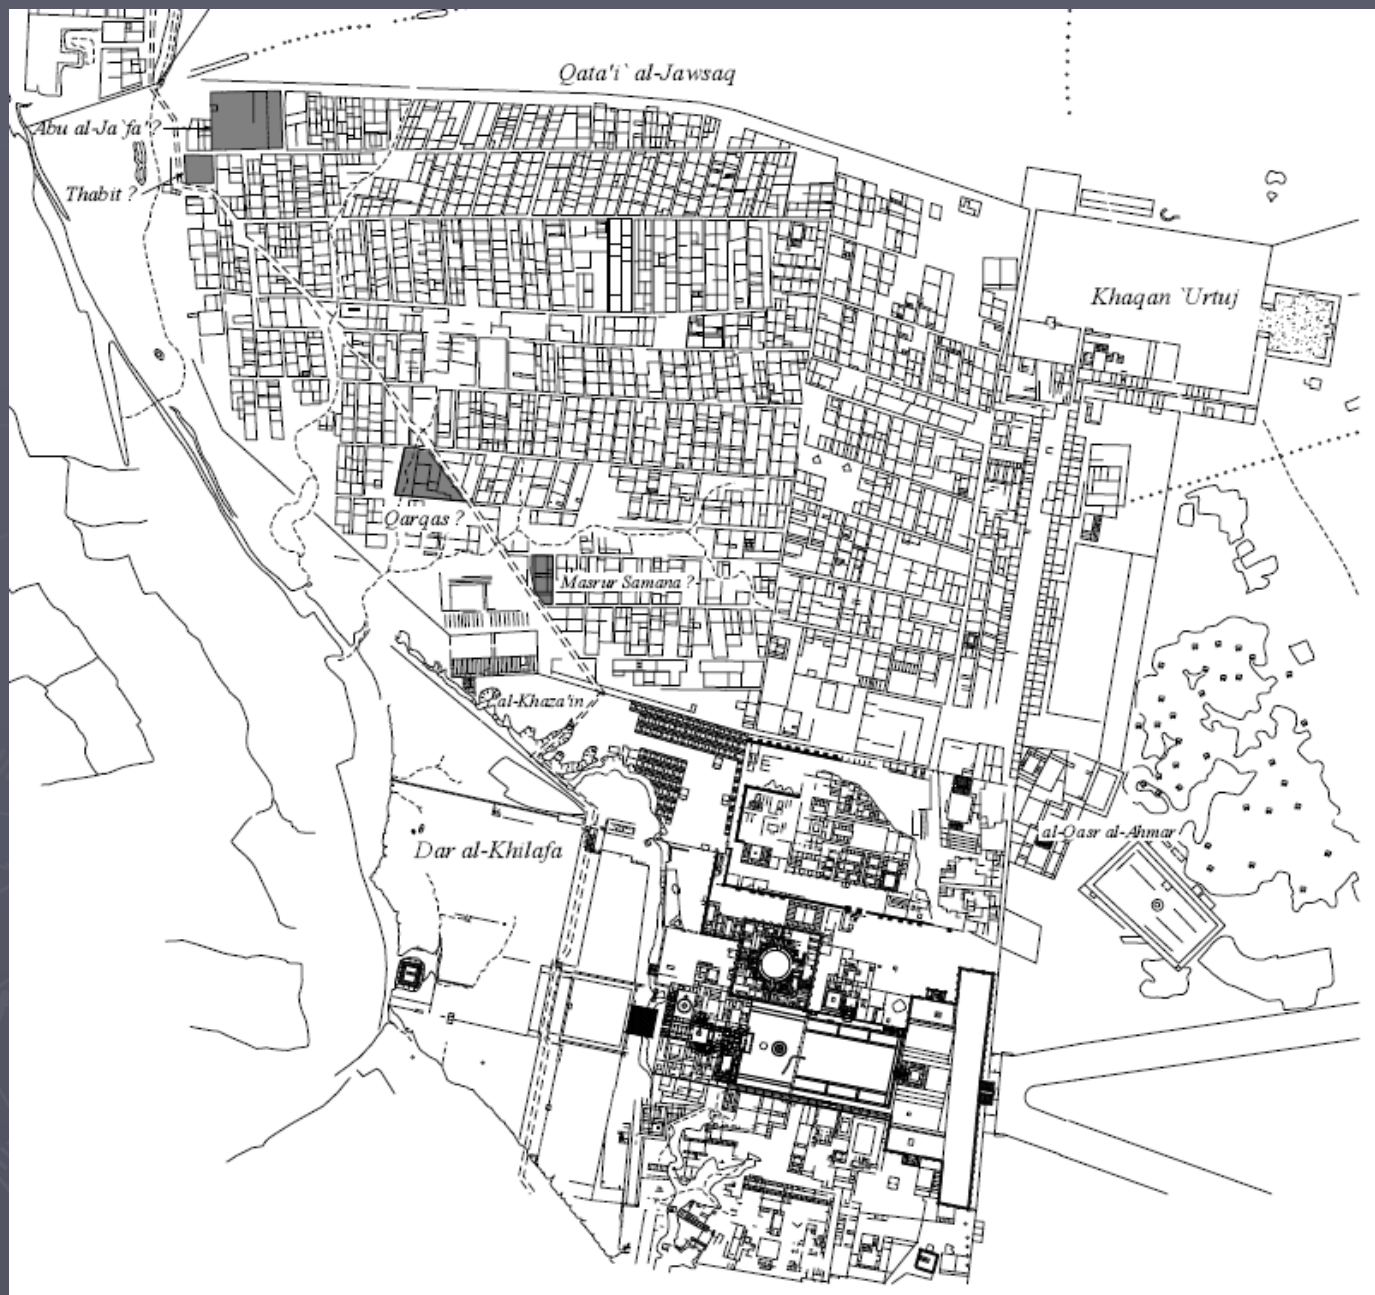 Qata'i` al-Jawsaq
Abu al-Ja`fa'?
Thabit ?
Khaqan `Urtuj
Qarqas ?
Masrur Samana ?
al-Khaza'in
al-Qasr al-Ahmar
Dar al-Khilafa